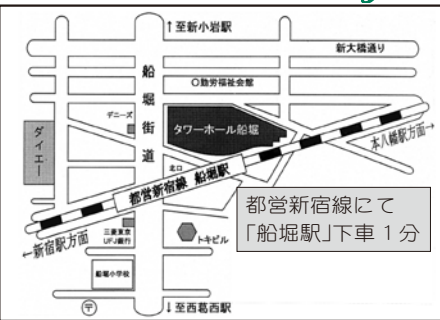 ↑至新小岩駅
新大橋通り
船堀街道
○勤労福祉会館
デニーズ
タワーホール船堀
ダイエー
本八幡駅方面→
北口
都営新宿線 船堀駅
都営新宿線にて
「船堀駅」下車1分
←新宿駅方面
三菱東京
UFJ銀行
トキビル
船堀小学校
〒
↓至西葛西駅